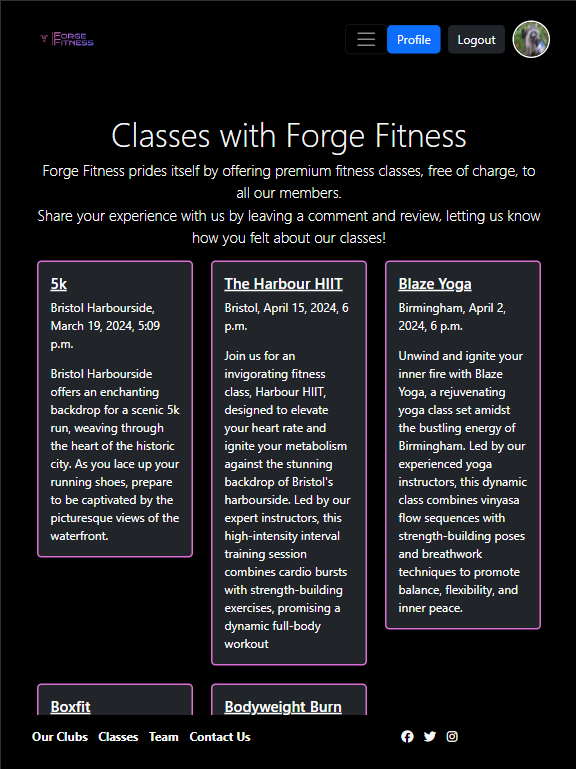 FORGE
FITNESS
Profile
Logout
Classes with Forge Fitness
Forge Fitness prides itself by offering premium fitness classes, free of charge, to
all our members.
Share your experience with us by leaving a comment and review, letting us know
how you felt about our classes!
5k
Bristol Harbourside,
March 19, 2024, 5:09
p.m.
Bristol Harbourside
offers an enchanting
backdrop for a scenic 5k
run, weaving through
the heart of the historic
city. As you lace up your
running shoes, prepare
to be captivated by the
picturesque views of the
waterfront.
The Harbour HIIT
Bristol, April 15, 2024, 6
p.m.
Join us for an
invigorating fitness
class, Harbour HIIT,
designed to elevate
your heart rate and
ignite your metabolism
against the stunning
backdrop of Bristol's
harbourside. Led by our
expert instructors, this
high-intensity interval
training session
combines cardio bursts
with strength-building
exercises, promising a
dynamic full-body
workout
Blaze Yoga
Birmingham, April 2,
2024, 6 p.m.
Unwind and ignite your
inner fire with Blaze
Yoga, a rejuvenating
yoga class set amidst
the bustling energy of
Birmingham. Led by our
experienced yoga
instructors, this dynamic
class combines vinyasa
flow sequences with
strength-building poses
and breathwork
techniques to promote
balance, flexibility, and
inner peace.
Boxfit
Bodyweight Burn
Our Clubs Classes Team Contact Us